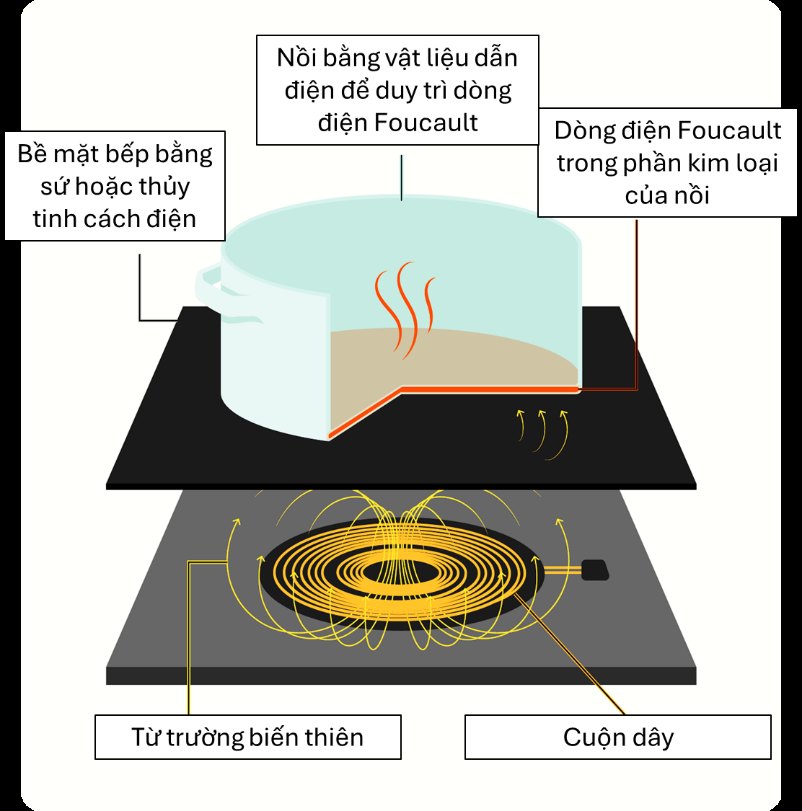 Nồi bằng vật liệu dẫn
điện để duy trì dòng
điện Foucault
Dòng điện Foucault
trong phần kim loại
của nồi
Bề mặt bếp bằng
sứ hoặc thủy
tinh cách điện
Từ trường biến thiên
Cuộn dây